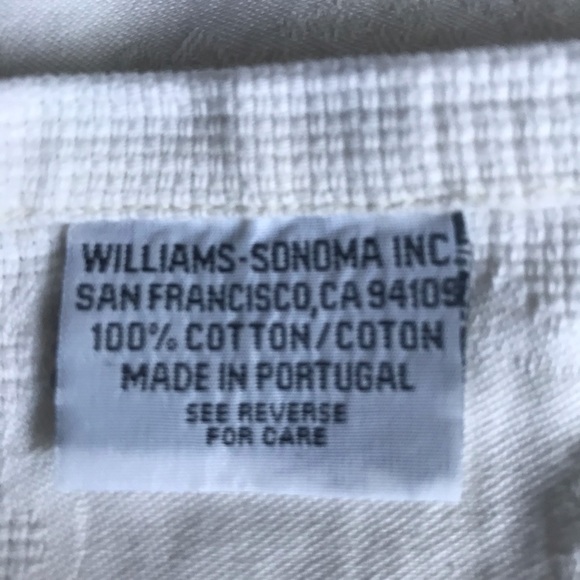 WILLIAMS-SONOMA INC.
SAN FRANCISCO, CA 94109
100% COTTON/COTON
MADE IN PORTUGAL
SEE REVERSE
FOR CARE